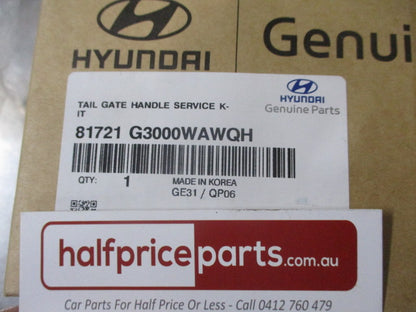 HYUNDAI
Genui
TAIL GATE HANDLE SERVICE K-
IT
HYUNDAI
Genuine Parts
81721 G3000WAWQH
QTY: 1 MADE IN KOREA
GE31 / QP06
halfpriceparts.com.au
Car Parts For Half Price Or Less - Call 0412 760 479